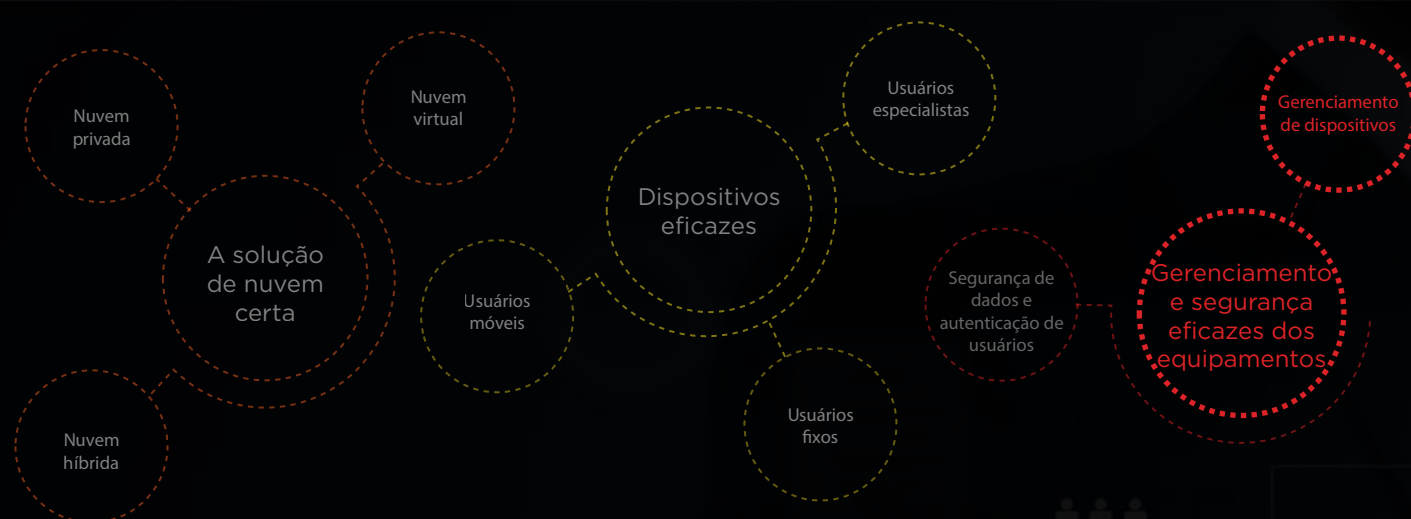 Nuvem
privada
Nuvem
virtual
A solução
de nuvem
certa
Nuvem
híbrida
Usuários
especialistas
Dispositivos
eficazes
Usuários
móveis
Usuários
fixos
Gerenciamento
de dispositivos
Segurança de
dados e
autenticação de
usuários
Gerenciamento
e segurança
eficazes dos
equipamentos